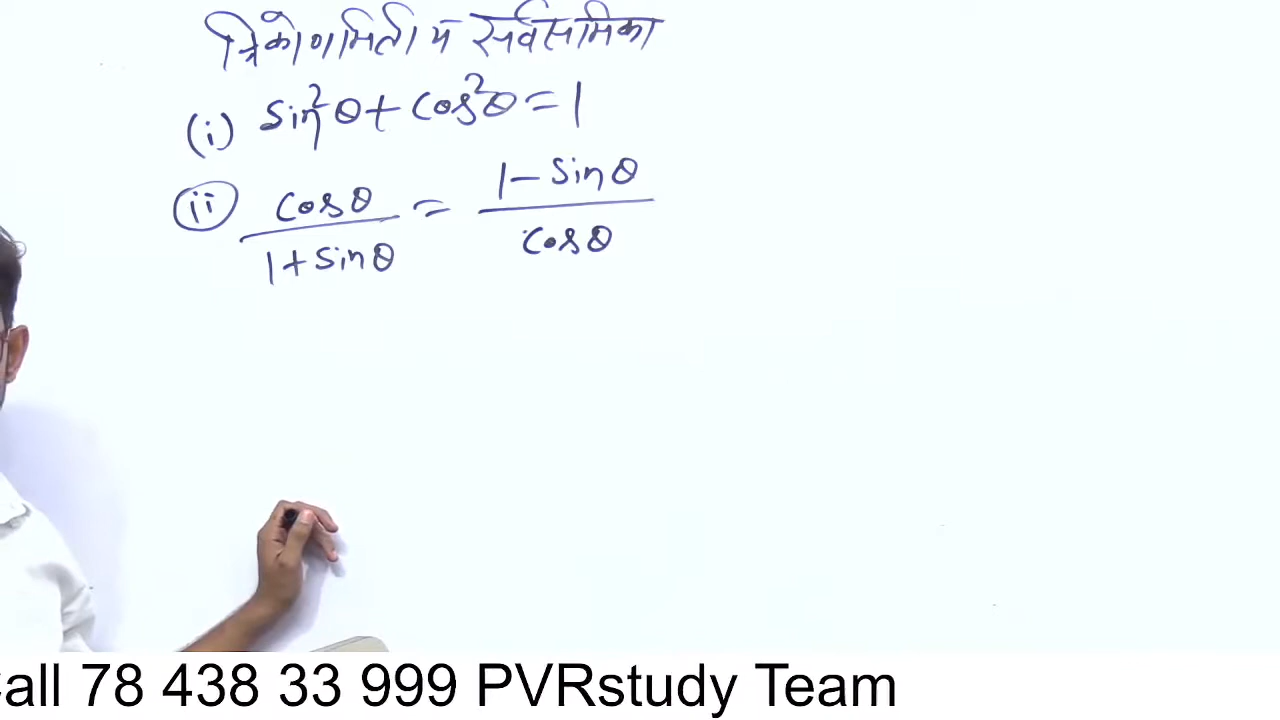 त्रिकोणमिती में सर्वसमिका
(i) sin²θ + cos²θ = 1
(ii) cosθ / 1 + sinθ = 1 - sinθ / cosθ
all 78 438 33 999 PVRstudy Team